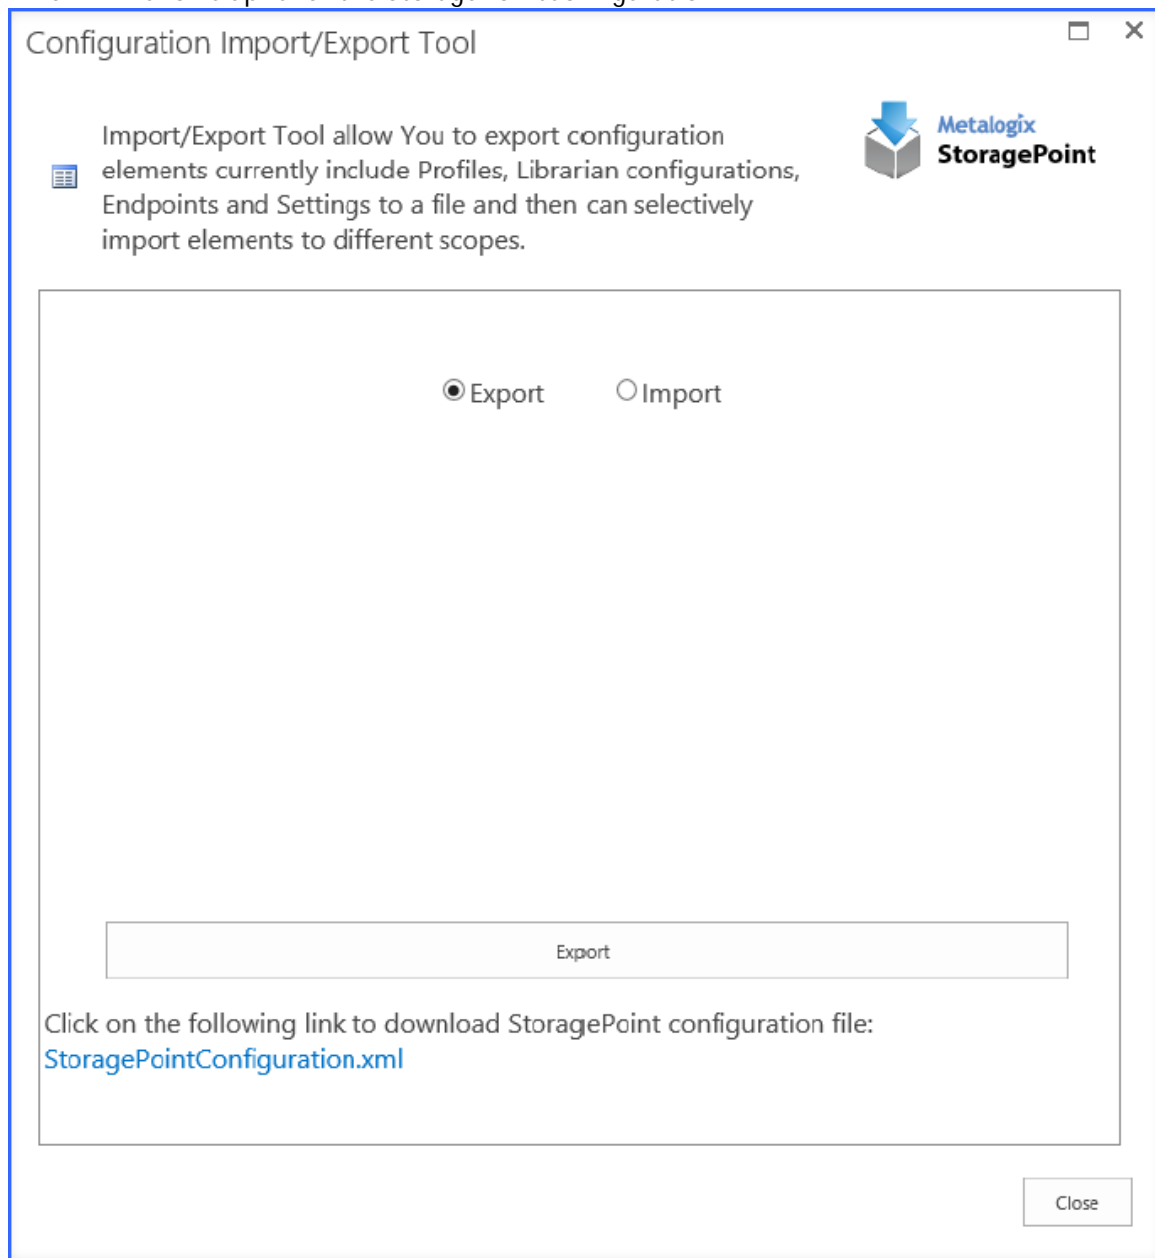 Configuration Import/Export Tool
Import/Export Tool allow You to export configuration
elements currently include Profiles, Librarian configurations,
Endpoints and Settings to a file and then can selectively
import elements to different scopes.
Metalogix
StoragePoint
Export Import
Export
Click on the following link to download StoragePoint configuration file:
StoragePointConfiguration.xml
Close